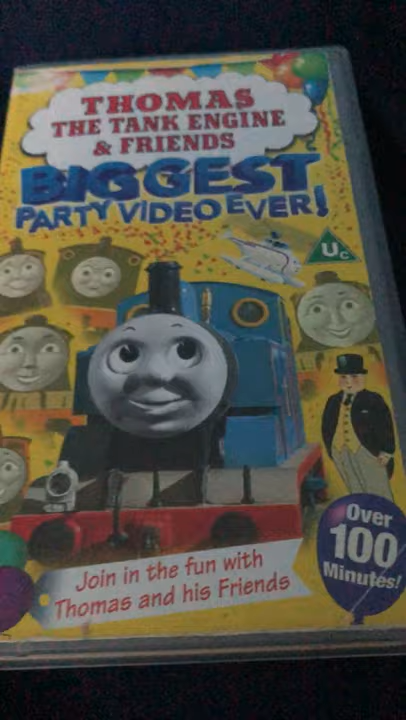 THOMAS
THE TANK ENGINE
& FRIENDS
BIGGEST
PARTY VIDEO EVER!
Uc
Over
100
Minutes!
Join in the fun with
Thomas and his Friends